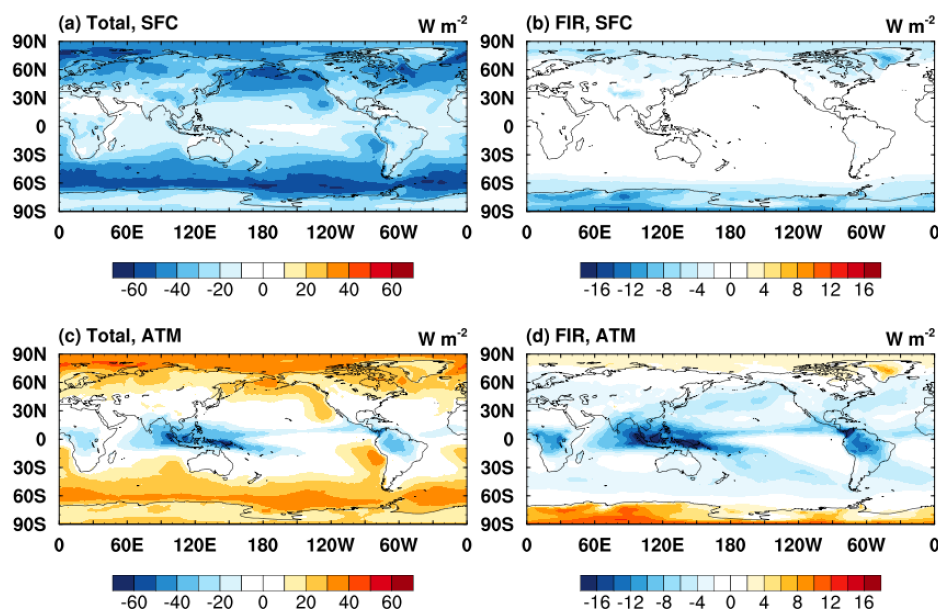 (a) Total, SFC W m-2 (b) FIR, SFC W m-2
90N 90N
60N 60N
30N 30N
0 0
30S 30S
60S 60S
90S 90S
0 60E 120E 180 120W 60W 0 0 60E 120E 180 120W 60W 0
-60 -40 -20 0 20 40 60 -16 -12 -8 -4 0 4 8 12 16
(c) Total, ATM W m-2 (d) FIR, ATM W m-2
90N 90N
60N 60N
30N 30N
0 0
30S 30S
60S 60S
90S 90S
0 60E 120E 180 120W 60W 0 0 60E 120E 180 120W 60W 0
-60 -40 -20 0 20 40 60 -16 -12 -8 -4 0 4 8 12 16